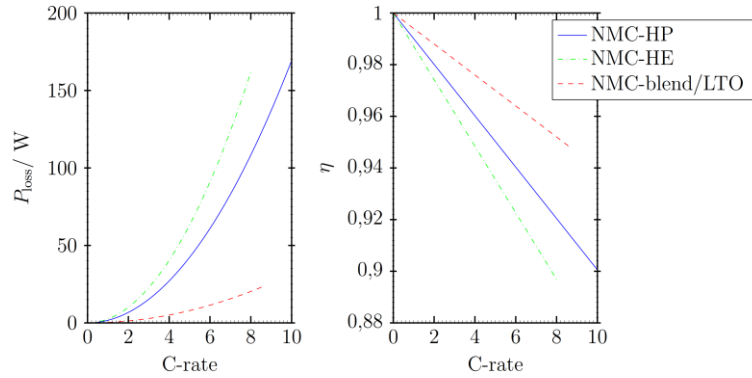 200
150
100
50
0
P_loss/ W
0 2 4 6 8 10
C-rate
1
0,98
0,96
0,94
0,92
0,9
0,88
η
0 2 4 6 8 10
C-rate
NMC-HP
NMC-HE
NMC-blend/LTO